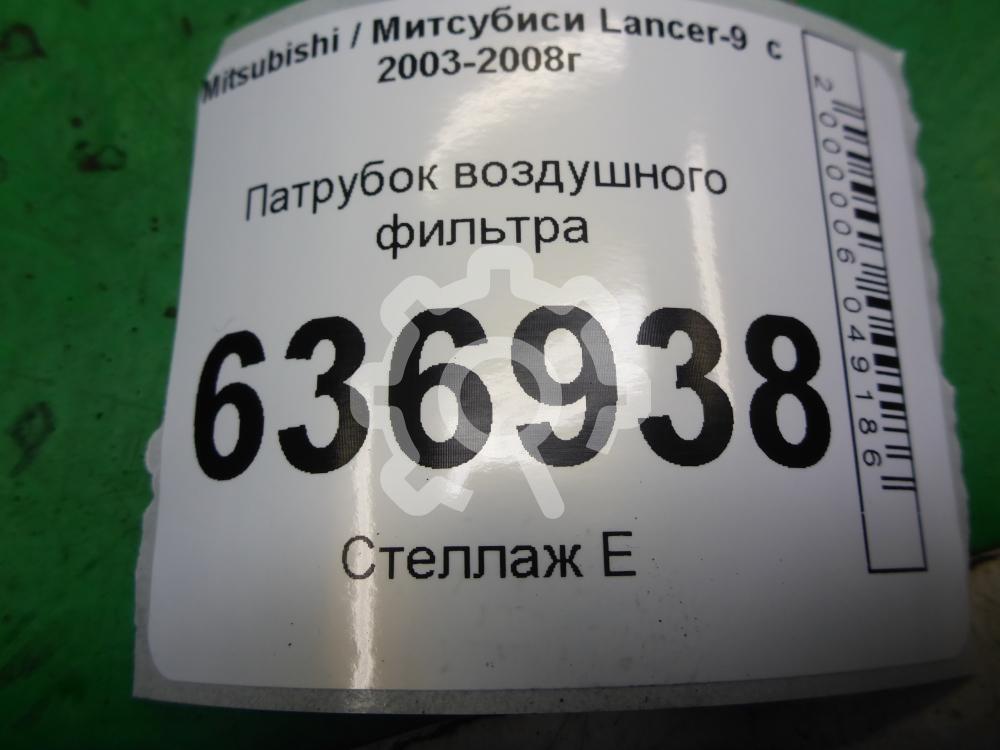 Mitsubishi / Митсубиси Lancer-9 с
2003-2008г
Патрубок воздушного
фильтра
636938
Стеллаж Е
2000006049186